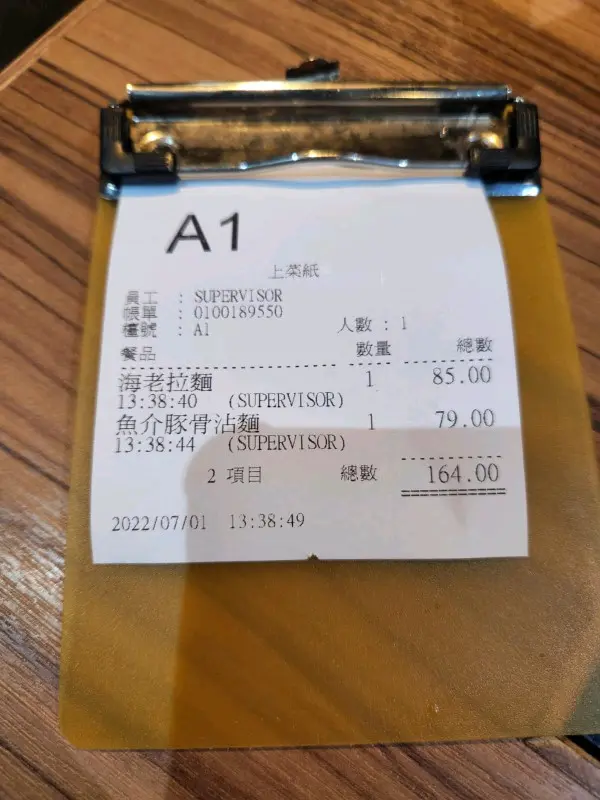 A1
上菜紙
員工 : SUPERVISOR
帳單 : 0100189550
檯號 : A1 人數 : 1
餐品 數量 總數
海老拉麵 1 85.00
13:38:40 (SUPERVISOR)
魚介豚骨沾麵 1 79.00
13:38:44 (SUPERVISOR)
2 項目 總數 164.00
2022/07/01 13:38:49